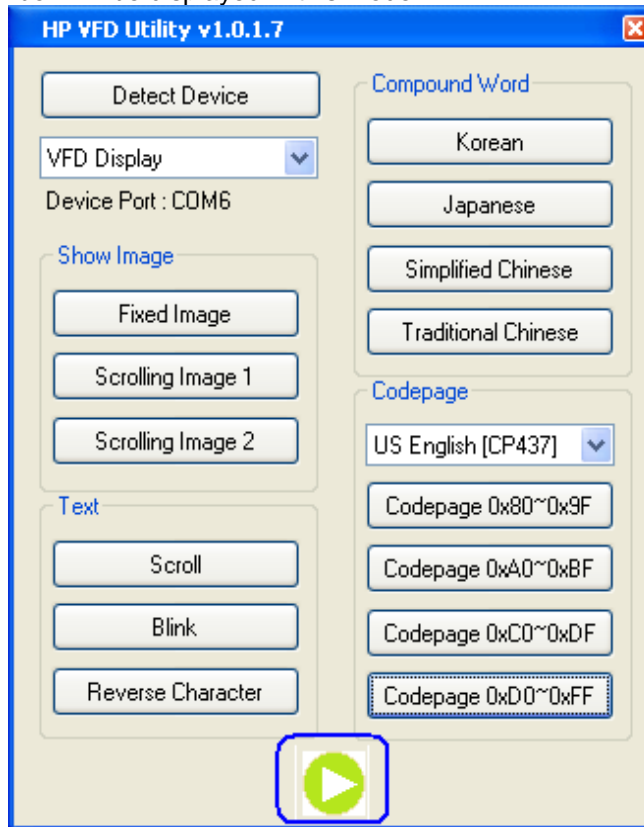 HP VFD Utility v1.0.1.7
Detect Device
VFD Display
Device Port : COM6
Show Image
Fixed Image
Scrolling Image 1
Scrolling Image 2
Text
Scroll
Blink
Reverse Character
Compound Word
Korean
Japanese
Simplified Chinese
Traditional Chinese
Codepage
US English [CP437]
Codepage 0x80~0x9F
Codepage 0xA0~0xBF
Codepage 0xC0~0xDF
Codepage 0xD0~0xFF